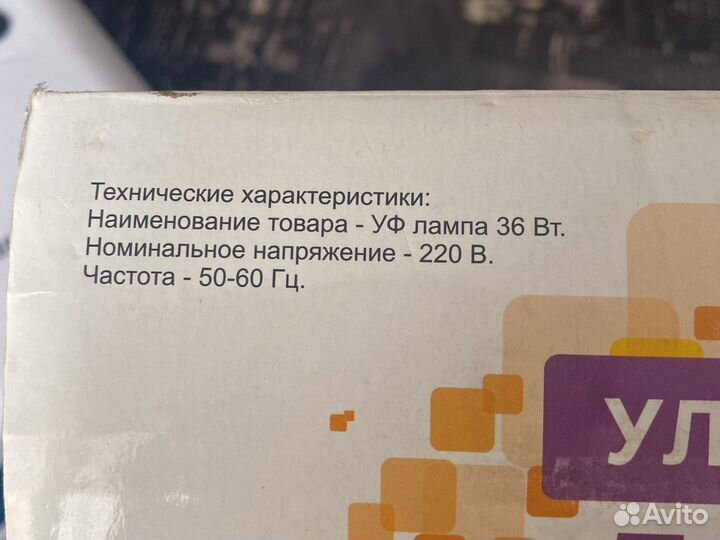 Технические характеристики:
Наименование товара - УФ лампа 36 Вт.
Номинальное напряжение - 220 В.
Частота - 50-60 Гц.
УЛ
Avito